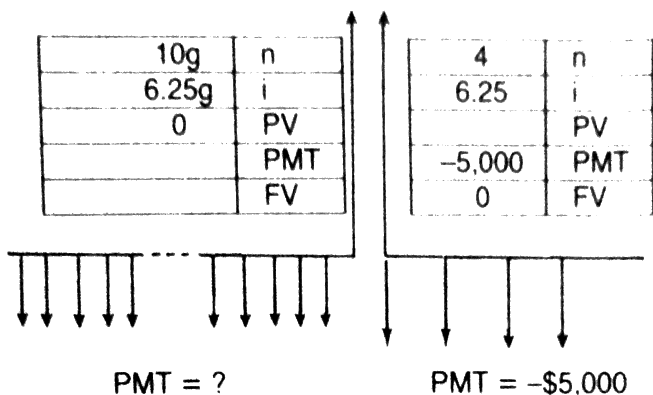 10g n
6.25g i
0 PV
PMT
FV
4 n
6.25 i
PV
-5,000 PMT
0 FV
PMT = ?
PMT = -$5,000